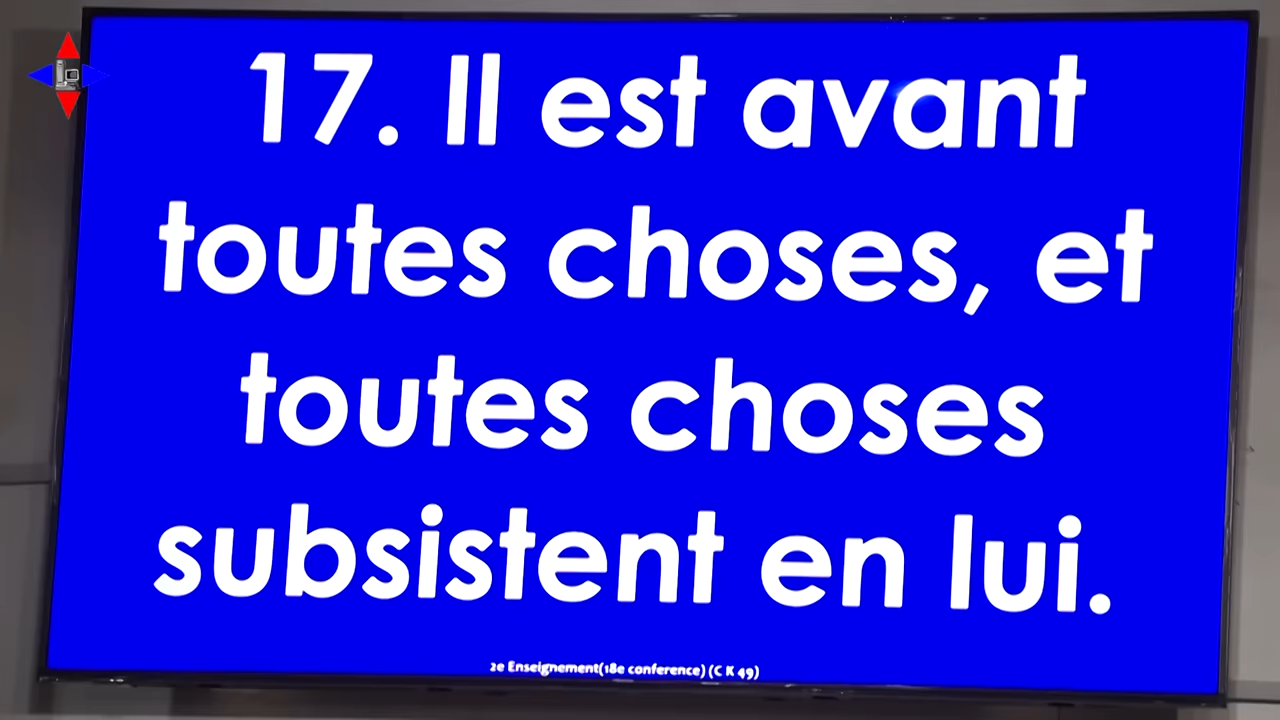 17. Il est avant
toutes choses, et
toutes choses
subsistent en lui.
2e Enseignement(18e conference) (C K 49)